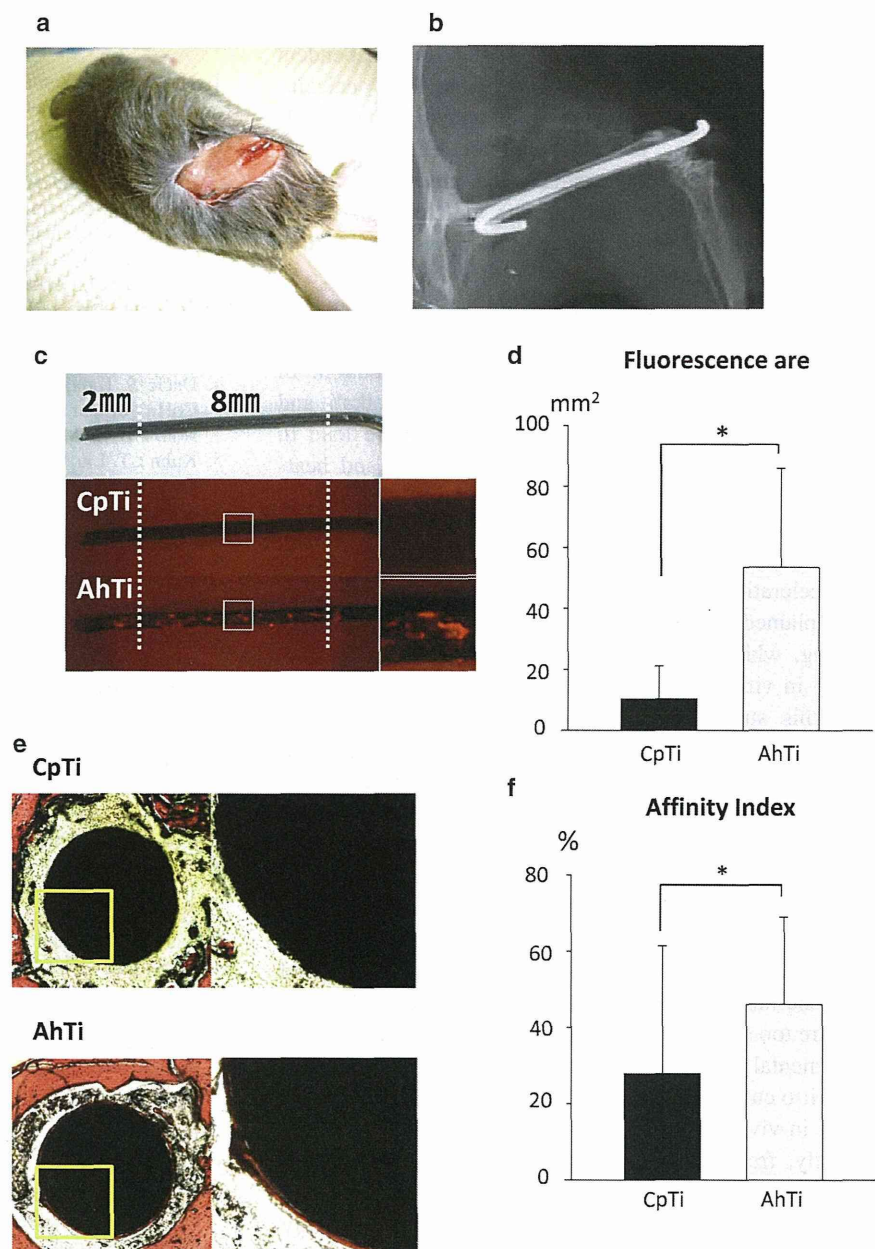 a
b
c
2mm 8mm
CpTi
AhTi
d
Fluorescence are
mm²
*
100
80
60
40
20
0
CpTi AhTi
e
CpTi
AhTi
f
Affinity Index
%
*
80
60
40
20
0
CpTi AhTi